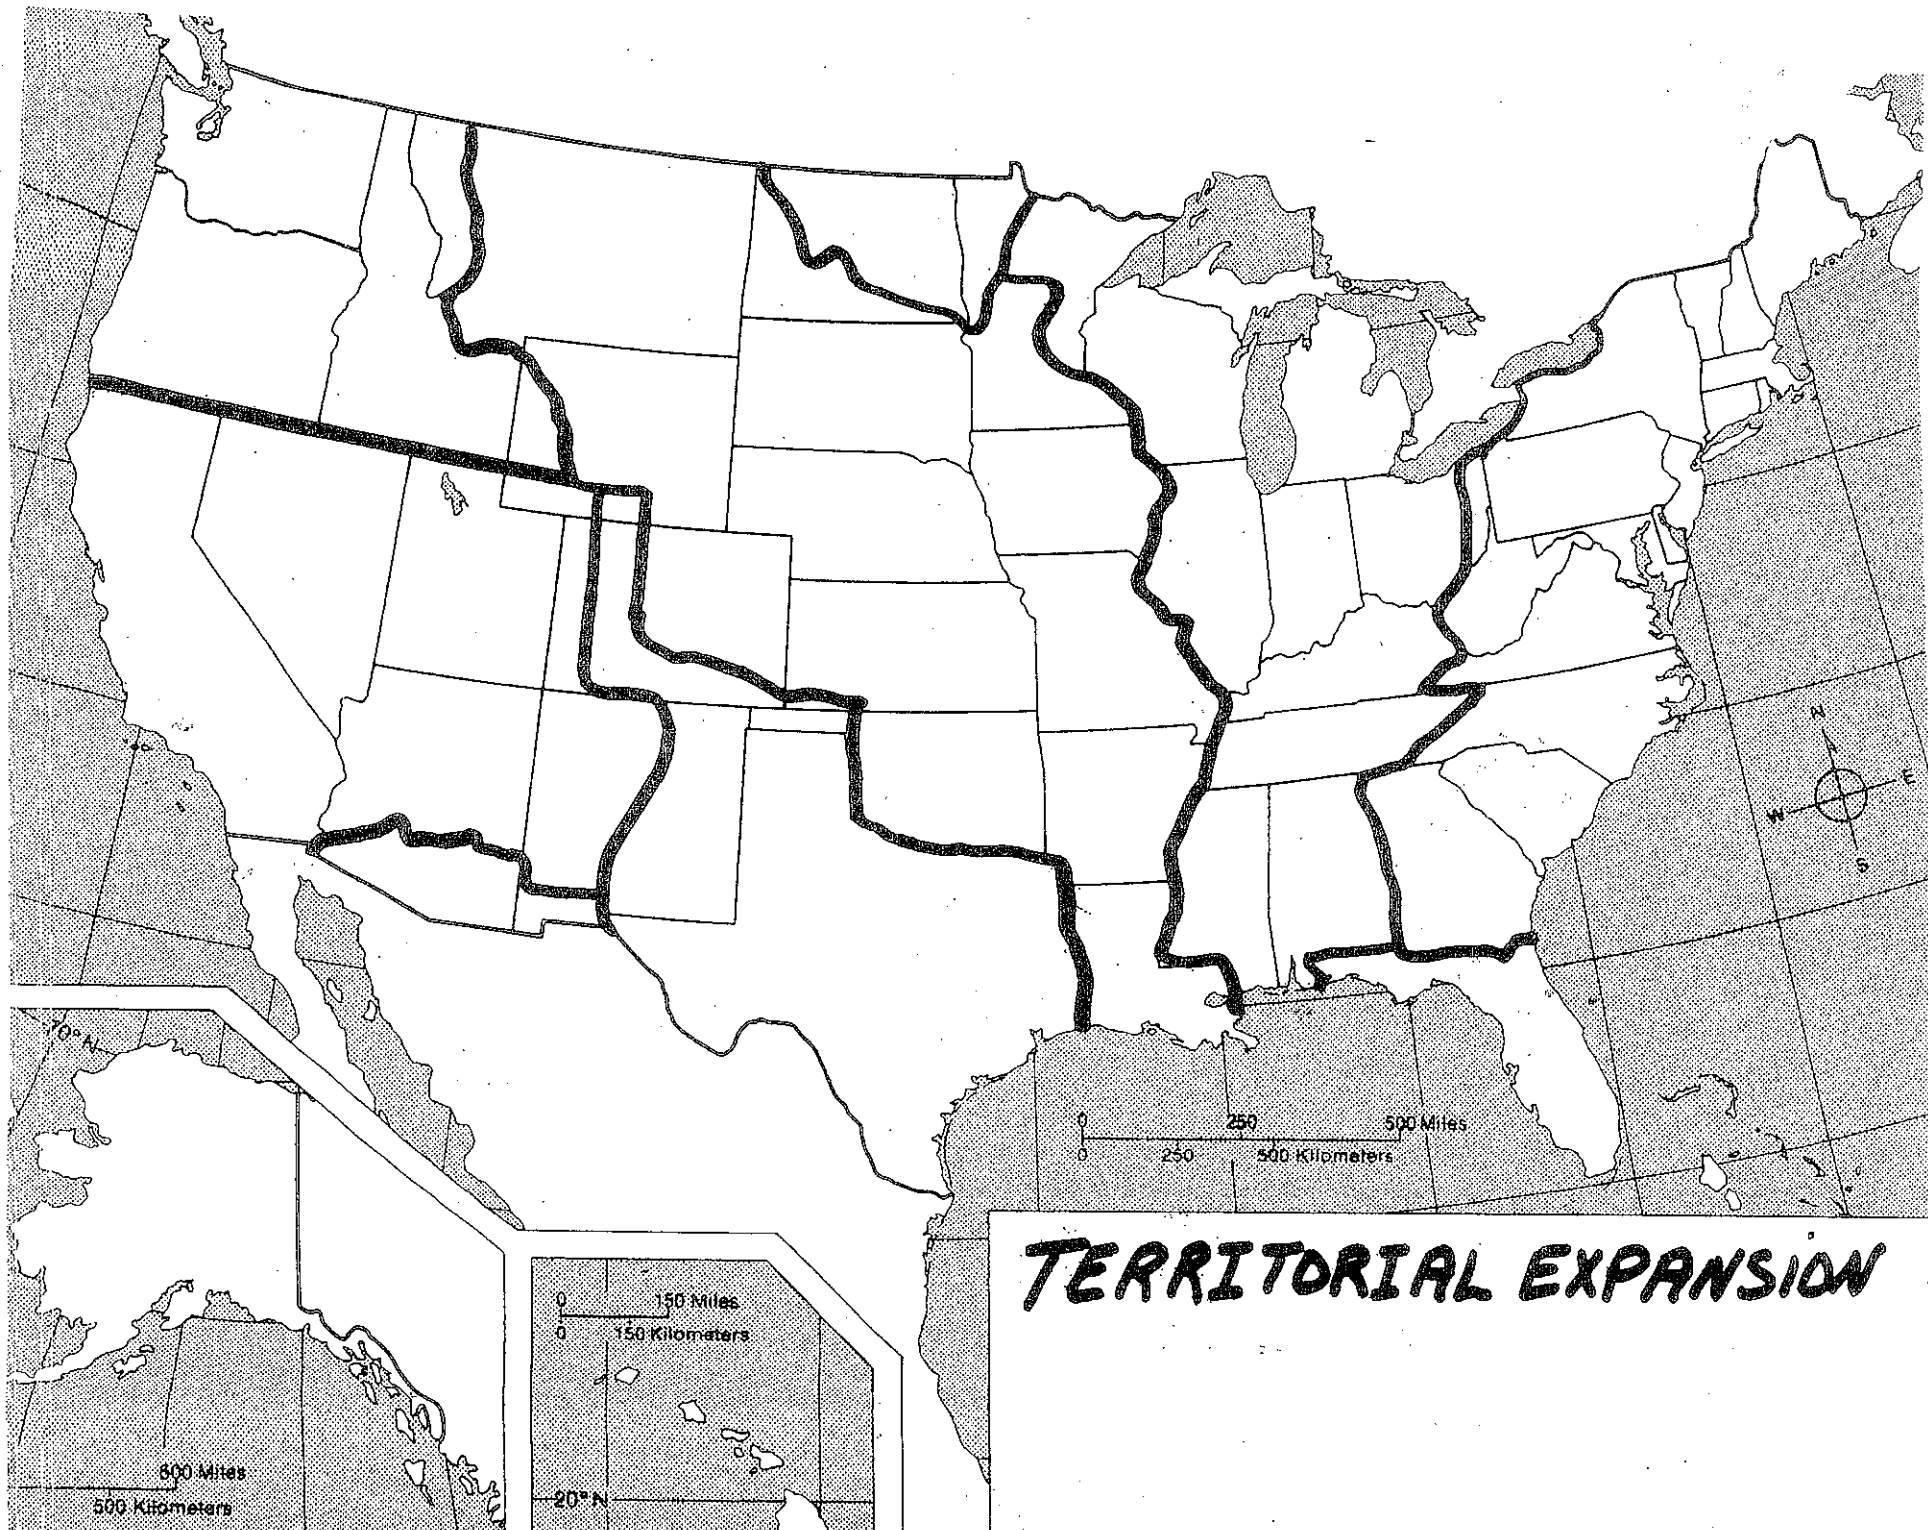 N
W E
S
70° N
0 250 500 Miles
0 250 500 Kilometers
TERRITORIAL EXPANSION
0 150 Miles
0 150 Kilometers
500 Miles
500 Kilometers
20° N